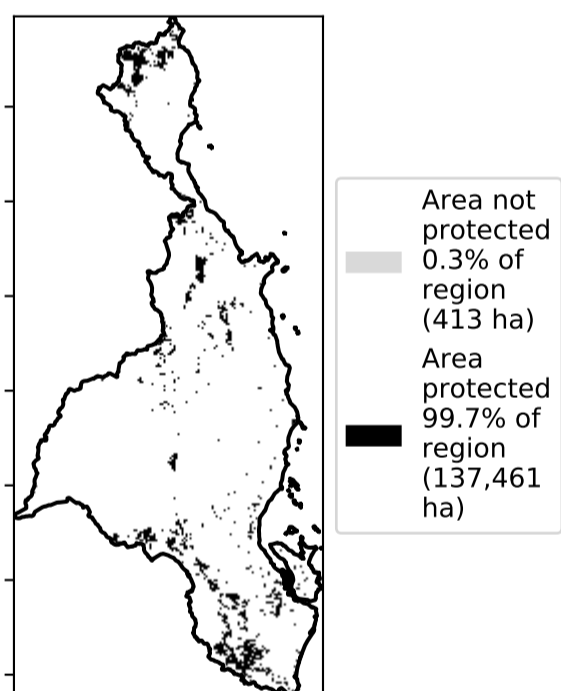 Area not
protected
0.3% of
region
(413 ha)
Area
protected
99.7% of
region
(137,461
ha)